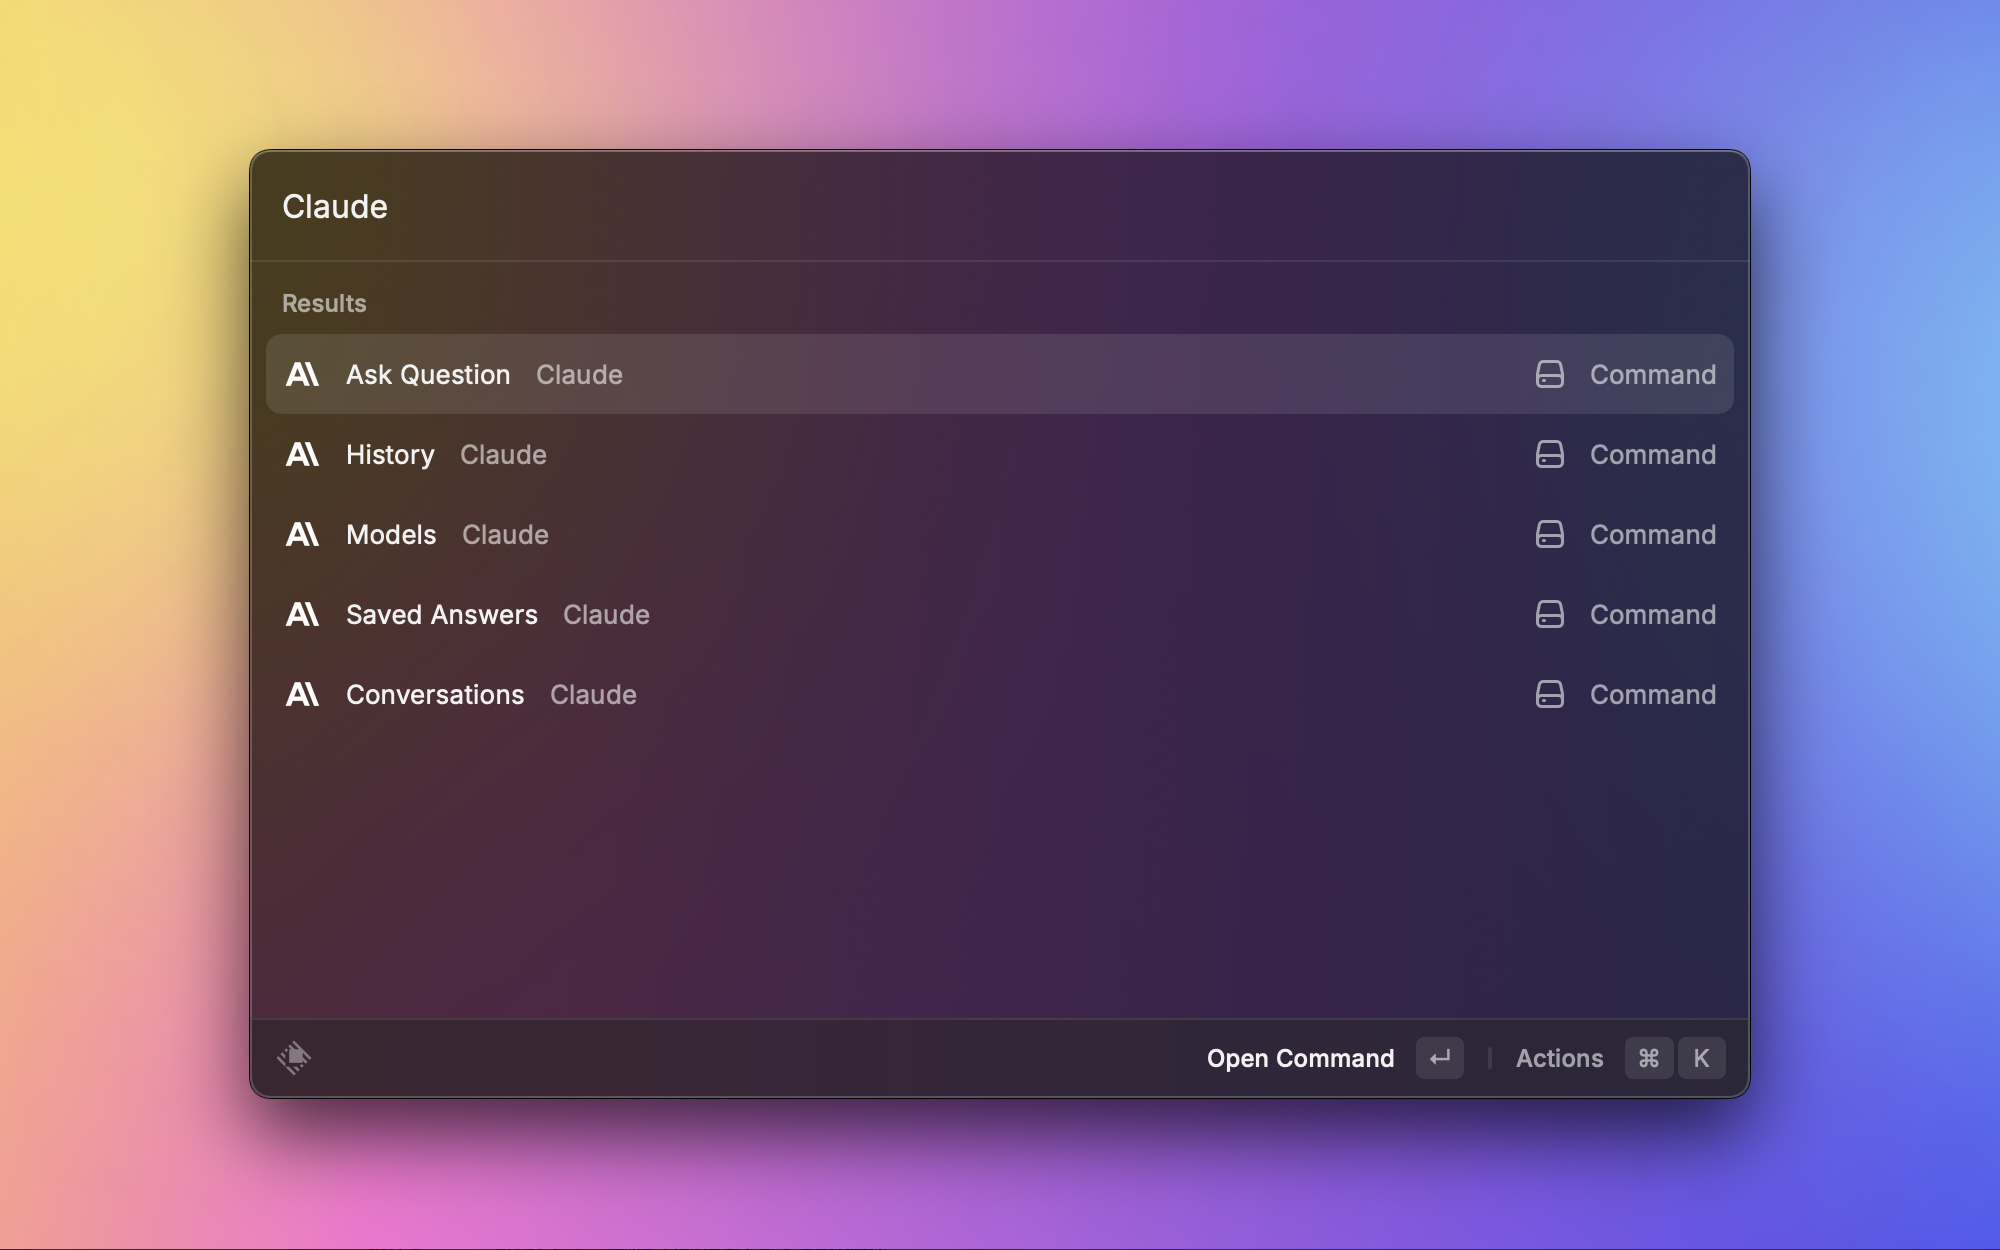 Claude
Results
Ask Question Claude Command
History Claude Command
Models Claude Command
Saved Answers Claude Command
Conversations Claude Command
Open Command ↵ Actions ⌘ K